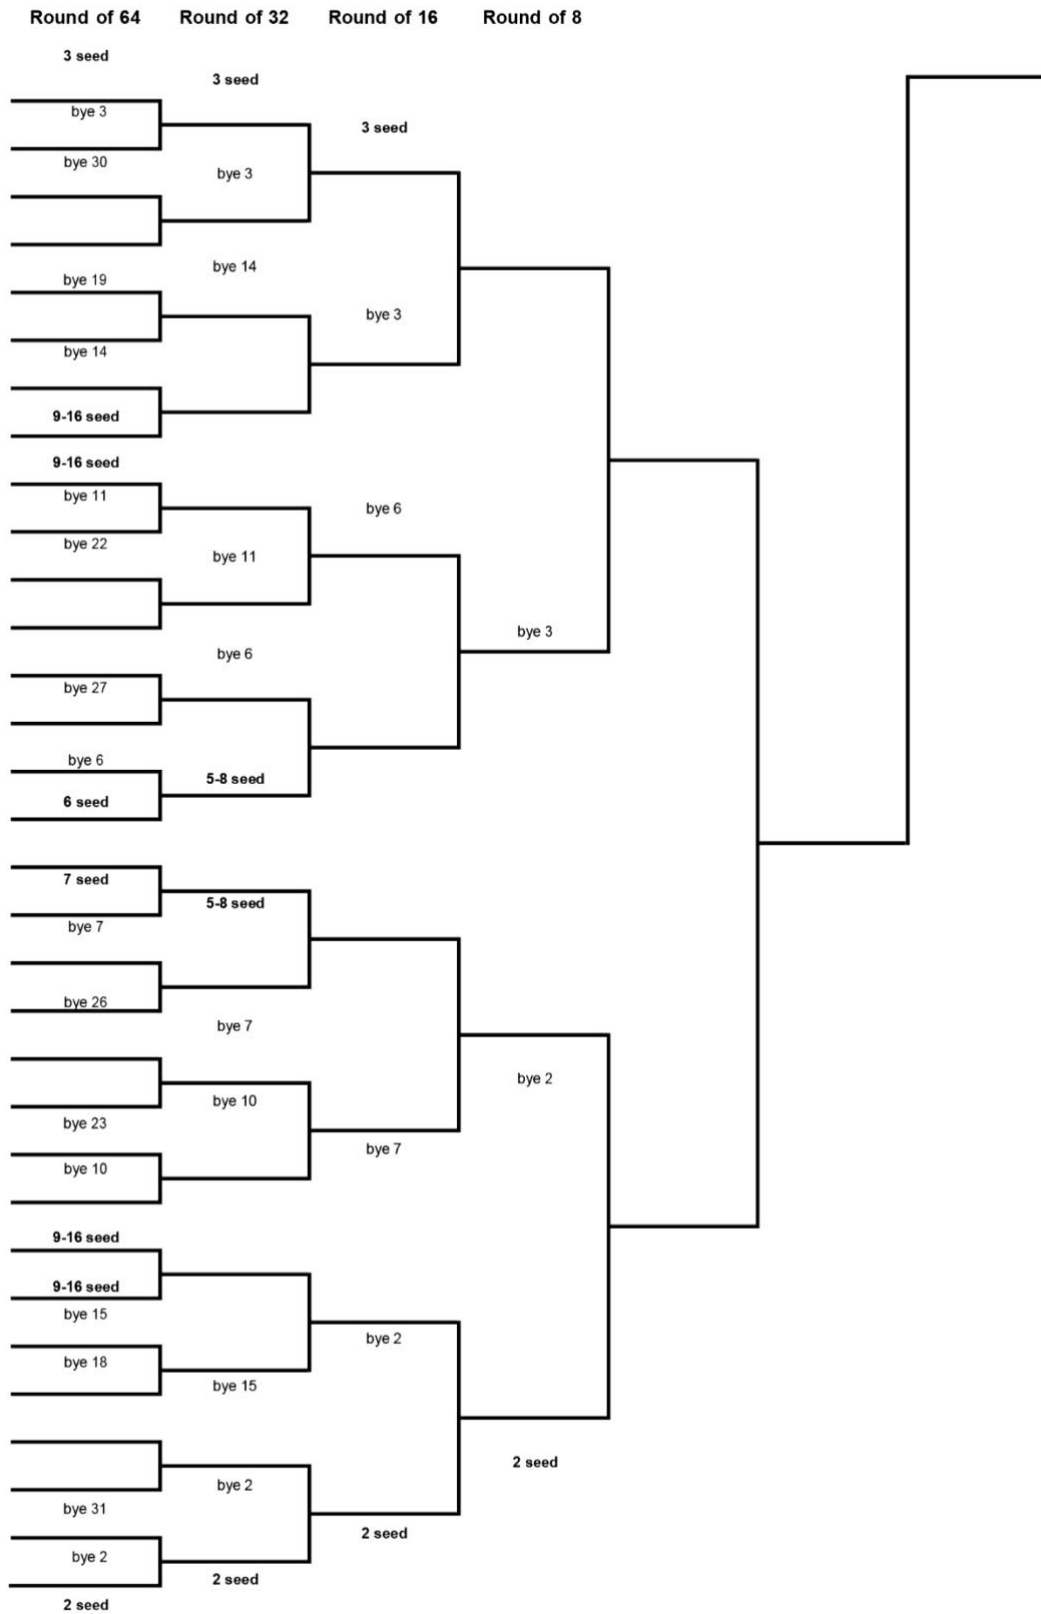 Round of 64 Round of 32 Round of 16 Round of 8
3 seed
3 seed
bye 3
3 seed
bye 30
bye 3
bye 14
bye 19
bye 3
bye 14
9-16 seed
9-16 seed
bye 11
bye 6
bye 22
bye 11
bye 3
bye 6
bye 27
bye 6
5-8 seed
6 seed
7 seed
5-8 seed
bye 7
bye 26
bye 7
bye 2
bye 10
bye 23
bye 7
bye 10
9-16 seed
9-16 seed
bye 15
bye 2
bye 18
bye 15
2 seed
bye 2
bye 31
2 seed
bye 2
2 seed
2 seed